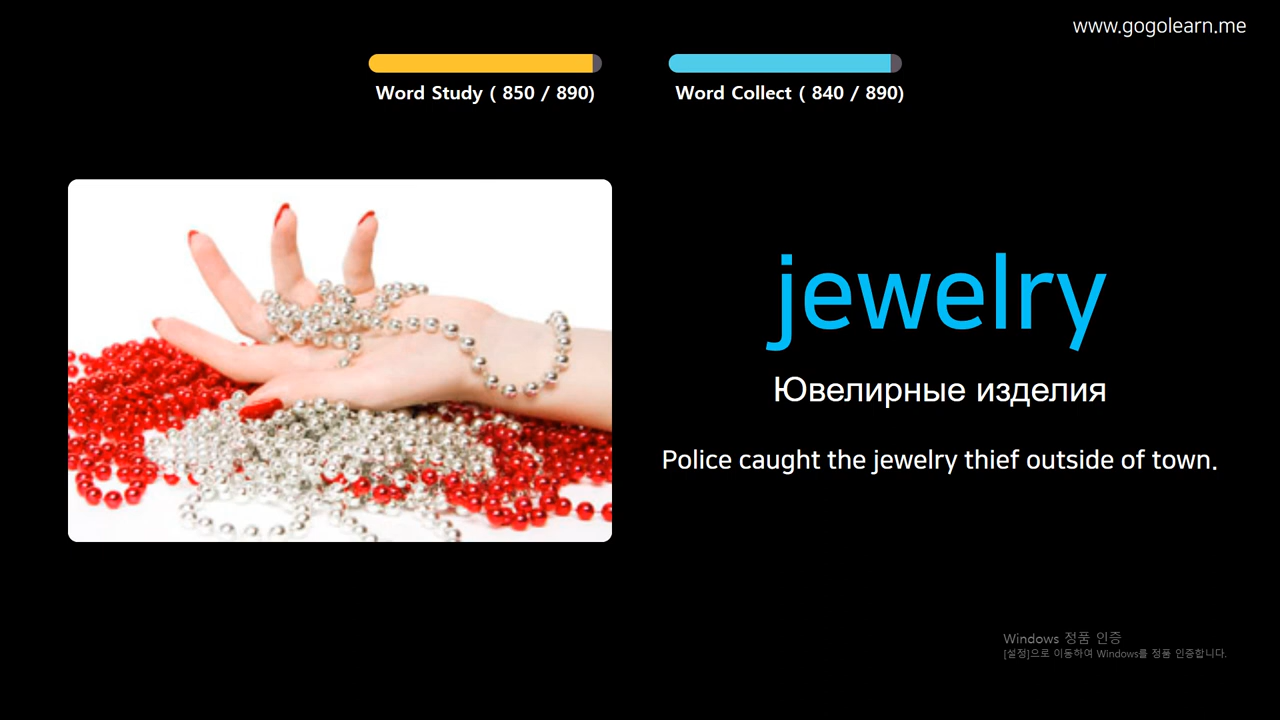 www.gogolearn.me
Word Study ( 850 / 890)
Word Collect ( 840 / 890)
jewelry
Ювелирные изделия
Police caught the jewelry thief outside of town.
Windows 정품 인증
[설정]으로 이동하여 Windows를 정품 인증합니다.